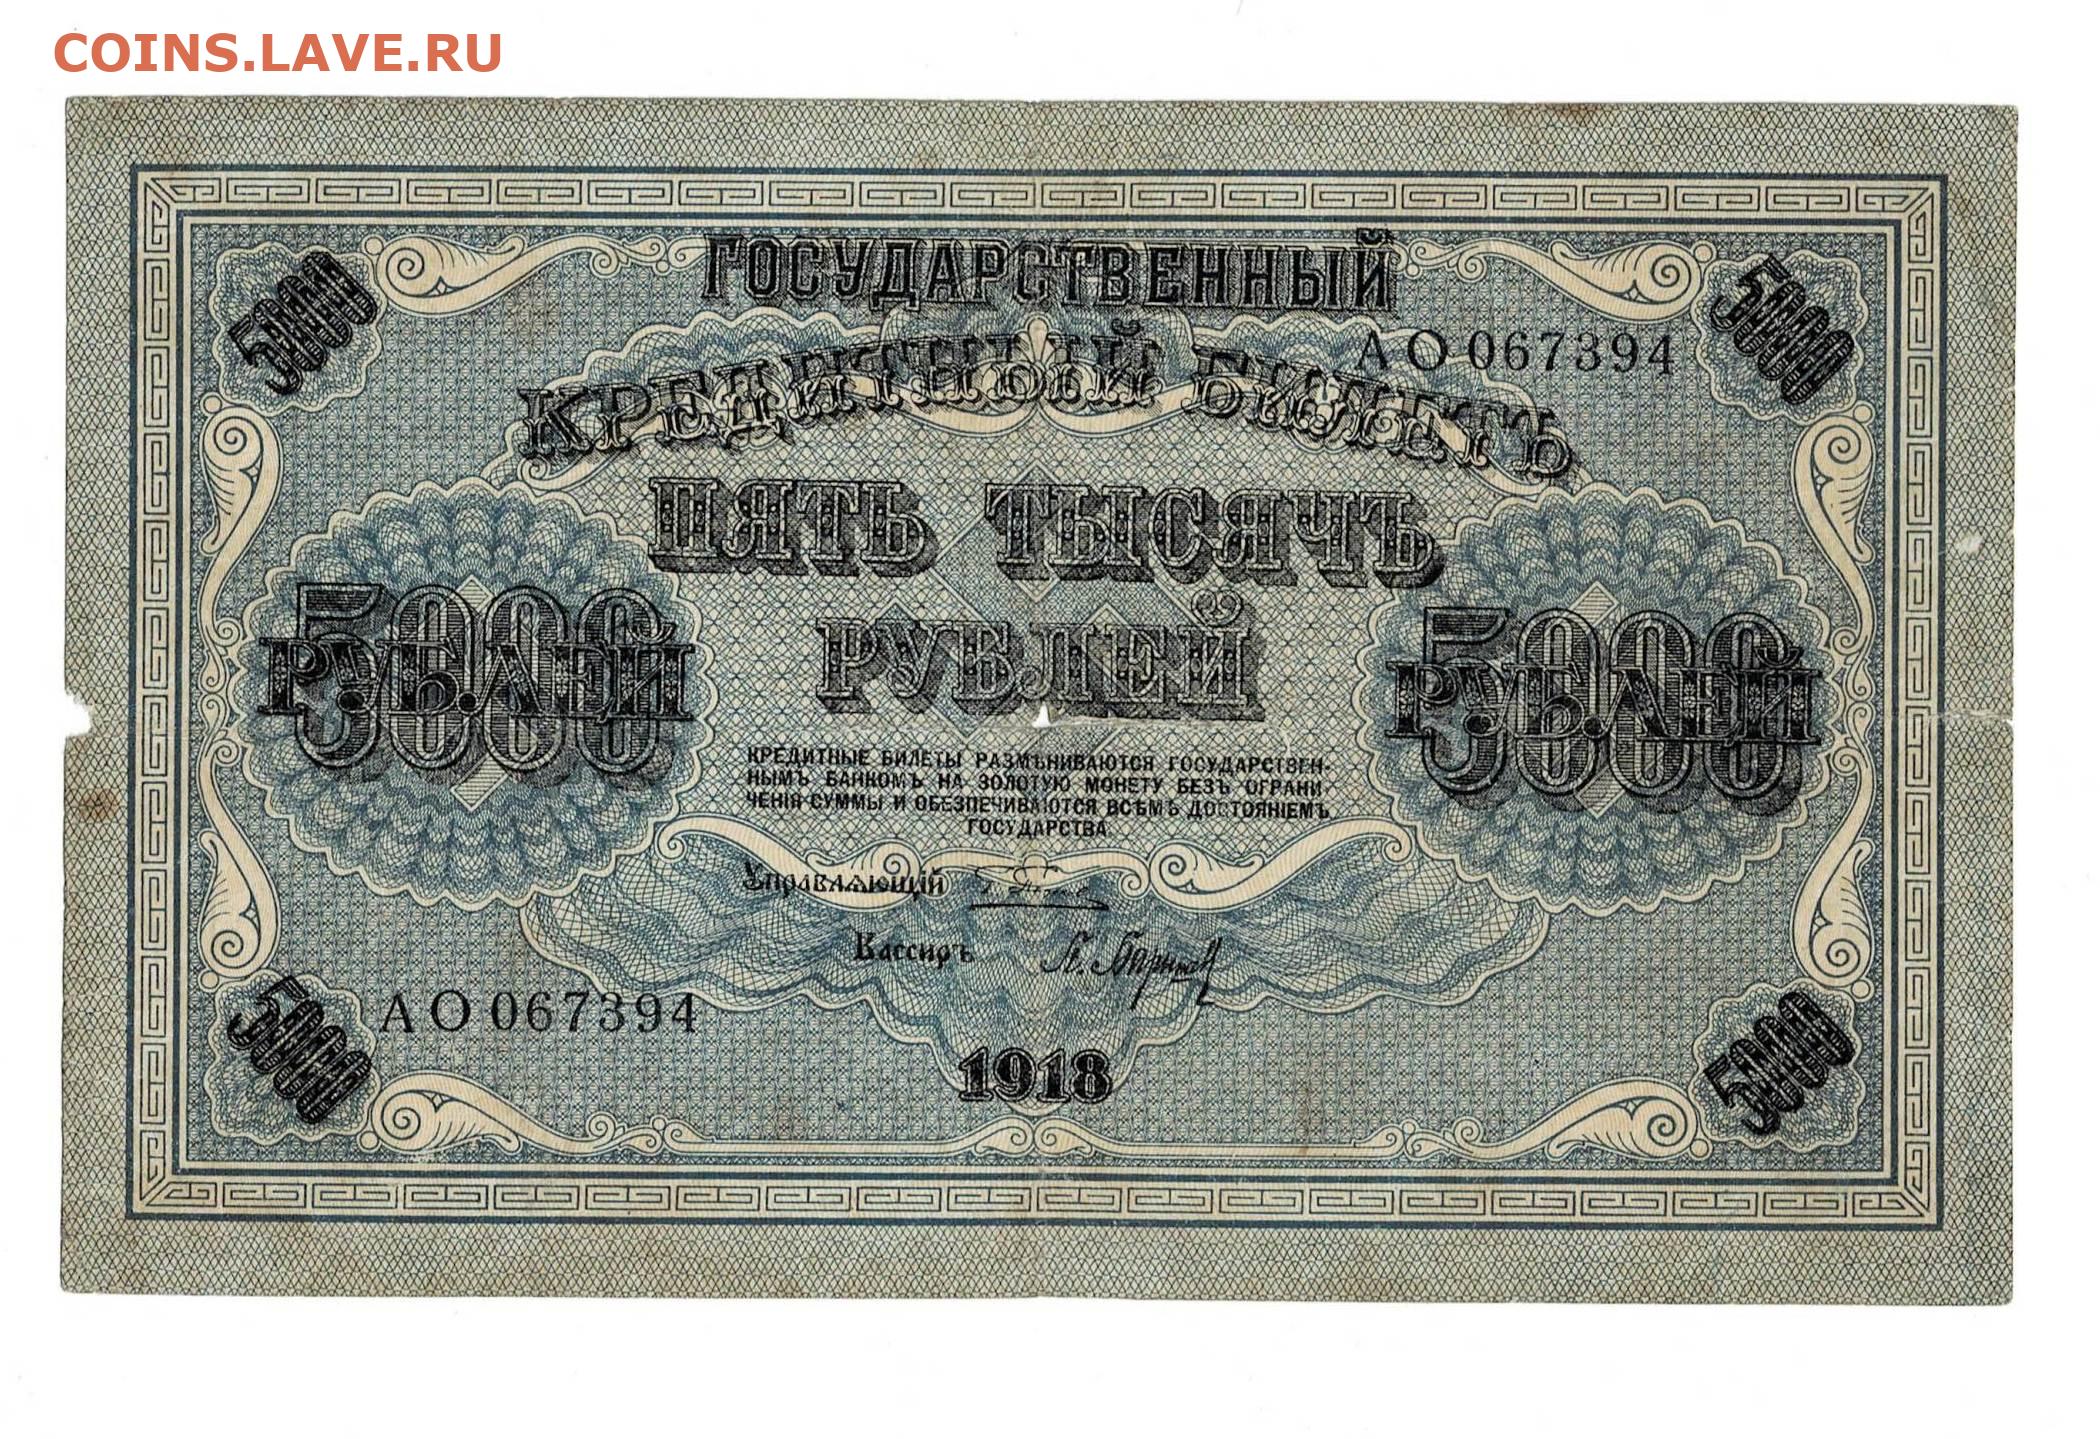 COINS.LAVE.RU
ГОСУДАРСТВЕННЫЙ
5000 5000
АО 067394
КРЕДИТНЫЙ БИЛЕТЪ
ПЯТЬ ТЫСЯЧЪ
РУБЛЕЙ
5000 РУБЛЕЙ
5000 РУБЛЕЙ
КРЕДИТНЫЕ БИЛЕТЫ РАЗМѢНИВАЮТСЯ ГОСУДАРСТВЕН-
НЫМЪ БАНКОМЪ НА ЗОЛОТУЮ МОНЕТУ БЕЗЪ ОГРАНИ-
ЧЕНІЯ СУММЫ И ОБЕЗПЕЧИВАЮТСЯ ВСѢМЪ ДОСТОЯНІЕМЪ
ГОСУДАРСТВА.
Управляющій
Кассиръ
АО 067394
5000 5000
1918